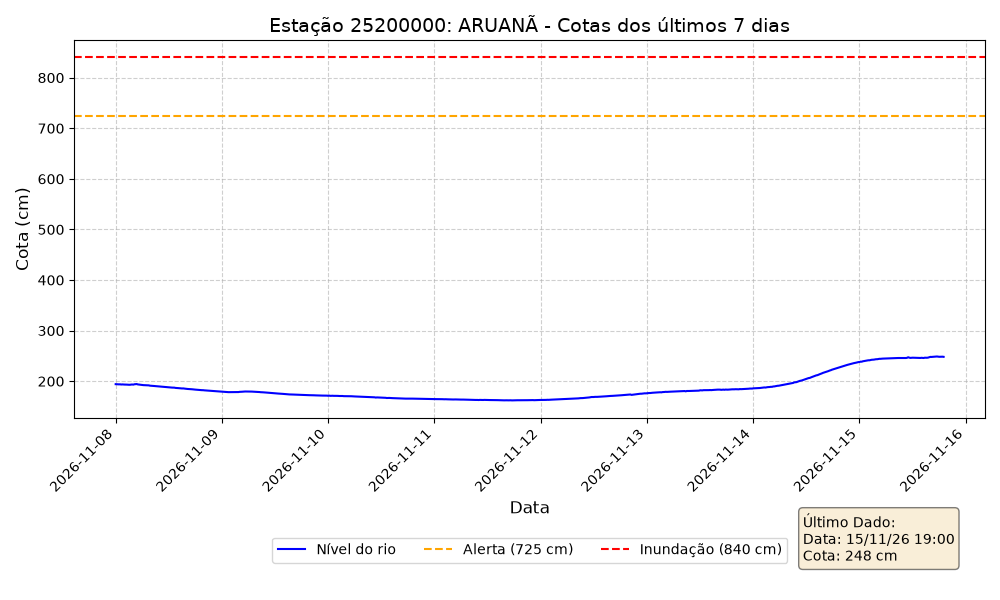 Estação 25200000: ARUANÃ - Cotas dos últimos 7 dias
Cota (cm)
800
700
600
500
400
300
200
2026-11-08
2026-11-09
2026-11-10
2026-11-11
2026-11-12
2026-11-13
2026-11-14
2026-11-15
2026-11-16
Data
Nível do rio
Alerta (725 cm)
Inundação (840 cm)
Último Dado:
Data: 15/11/26 19:00
Cota: 248 cm